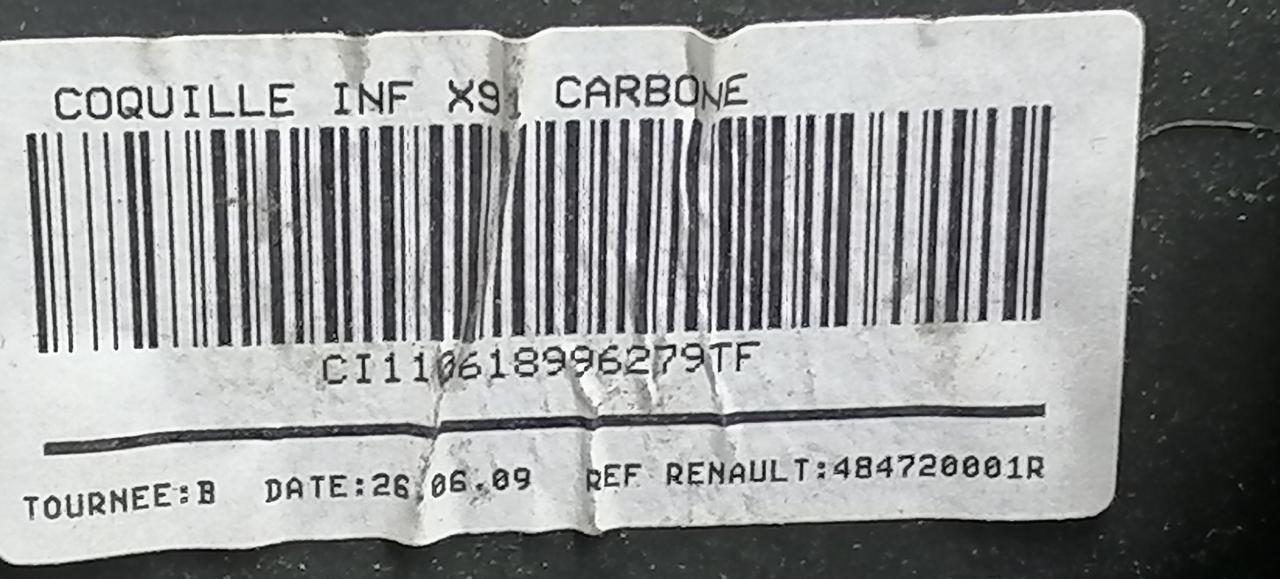 COQUILLE INF X91 CARBONE
CI110618996279TF
TOURNEE:B DATE:26.06.09 REF RENAULT:484720001R